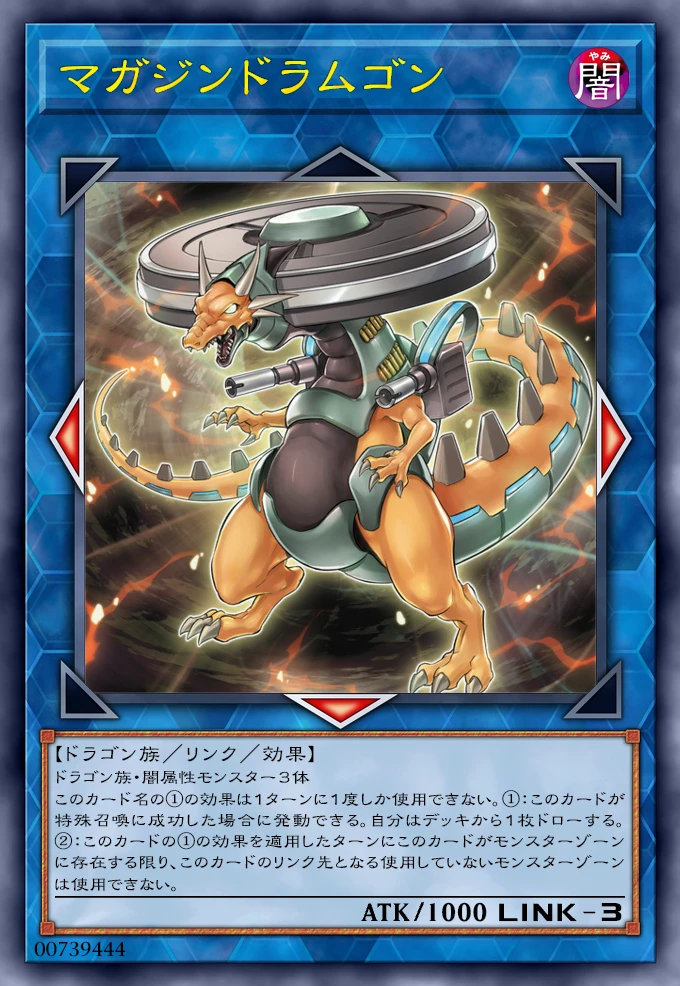 マガジンドラムゴン
やみ
闇
【ドラゴン族／リンク／効果】
ドラゴン族・闇属性モンスター３体
このカード名の①の効果は１ターンに１度しか使用できない。①：このカードが
特殊召喚に成功した場合に発動できる。自分はデッキから１枚ドローする。
②：このカードの①の効果を適用したターンにこのカードがモンスターゾーン
に存在する限り、このカードのリンク先となる使用していないモンスターゾーン
は使用できない。
ATK/1000 LINK-3
00739444